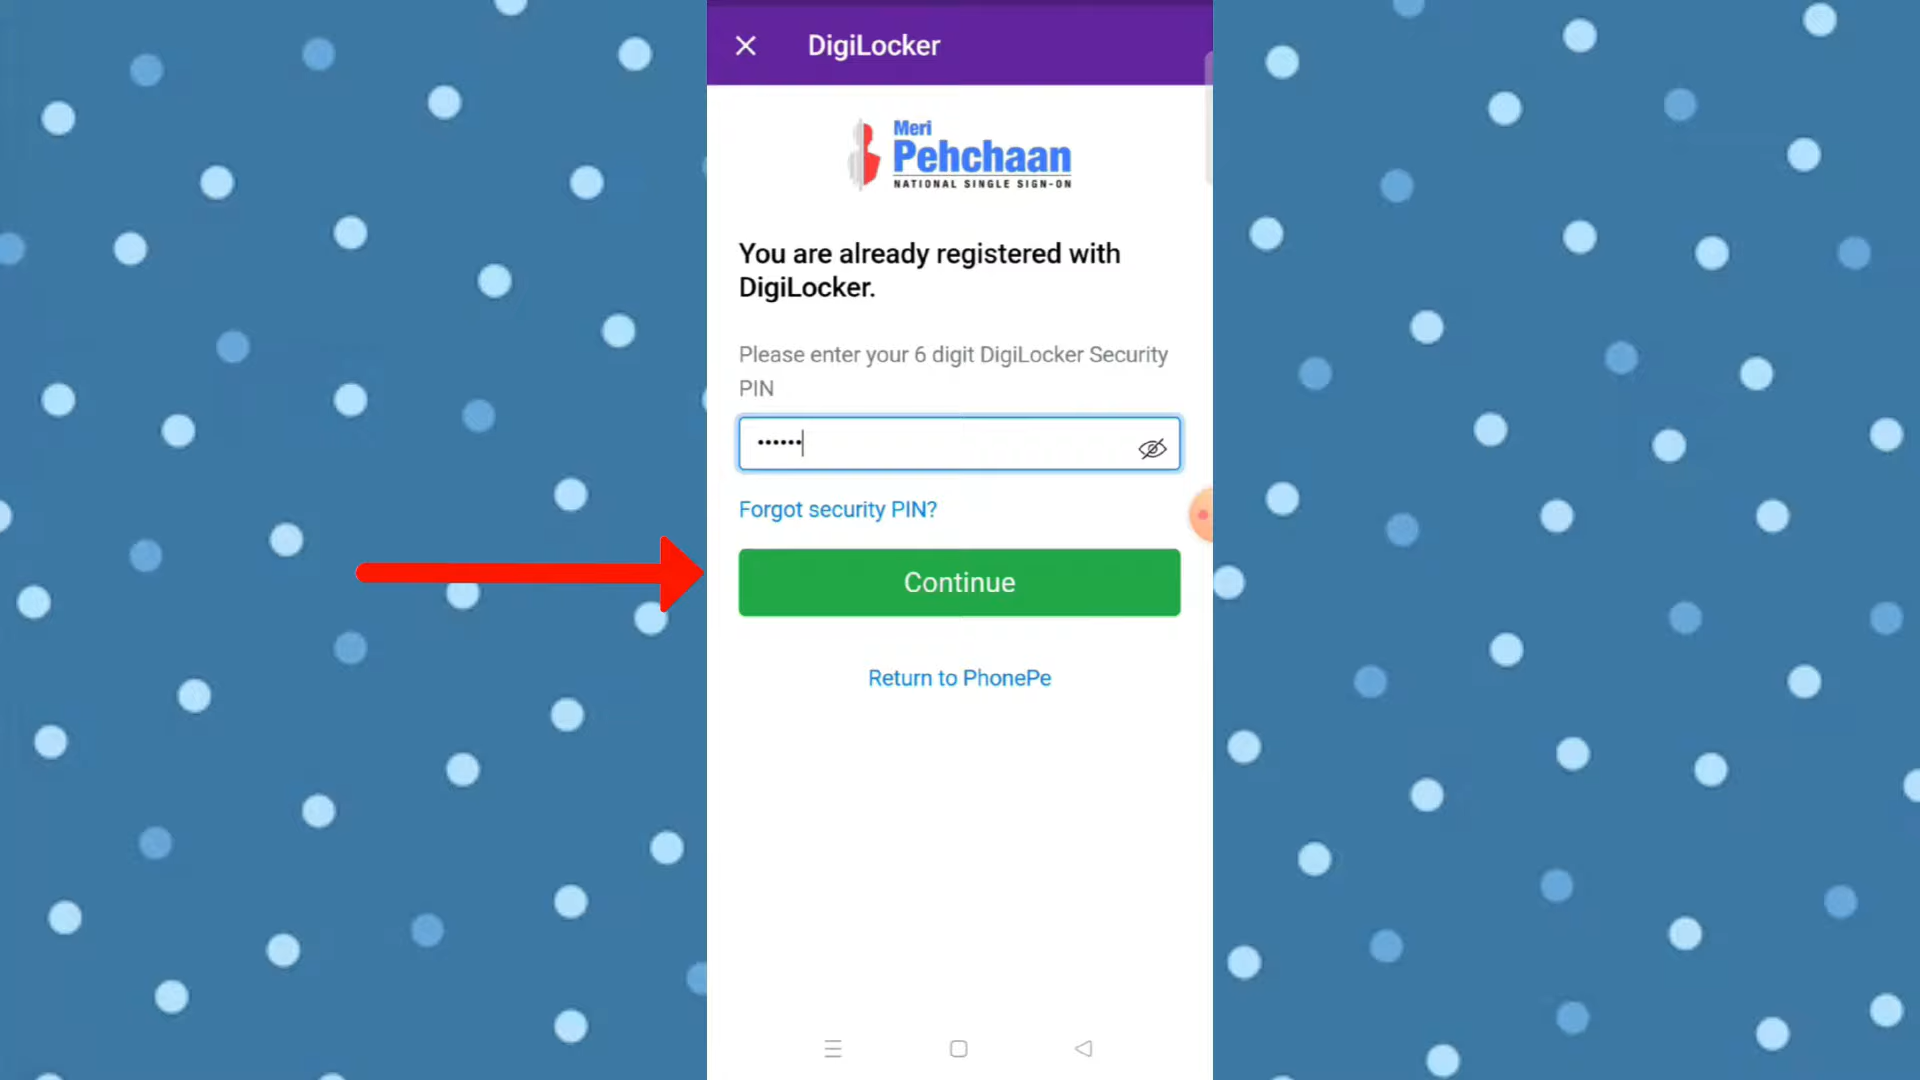 DigiLocker
Meri
Pehchaan
NATIONAL SINGLE SIGN-ON
You are already registered with
DigiLocker.
Please enter your 6 digit DigiLocker Security
PIN
••••••
Forgot security PIN?
Continue
Return to PhonePe